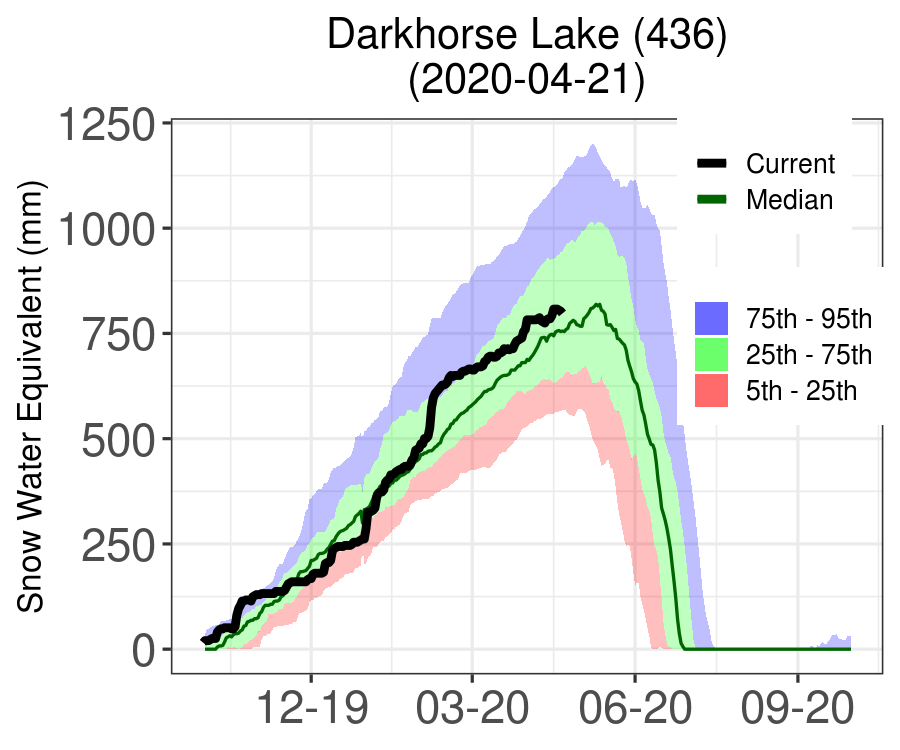 Darkhorse Lake (436)
(2020-04-21)
Snow Water Equivalent (mm)
1250
1000
750
500
250
0
12-19
03-20
06-20
09-20
Current
Median
75th - 95th
25th - 75th
5th - 25th